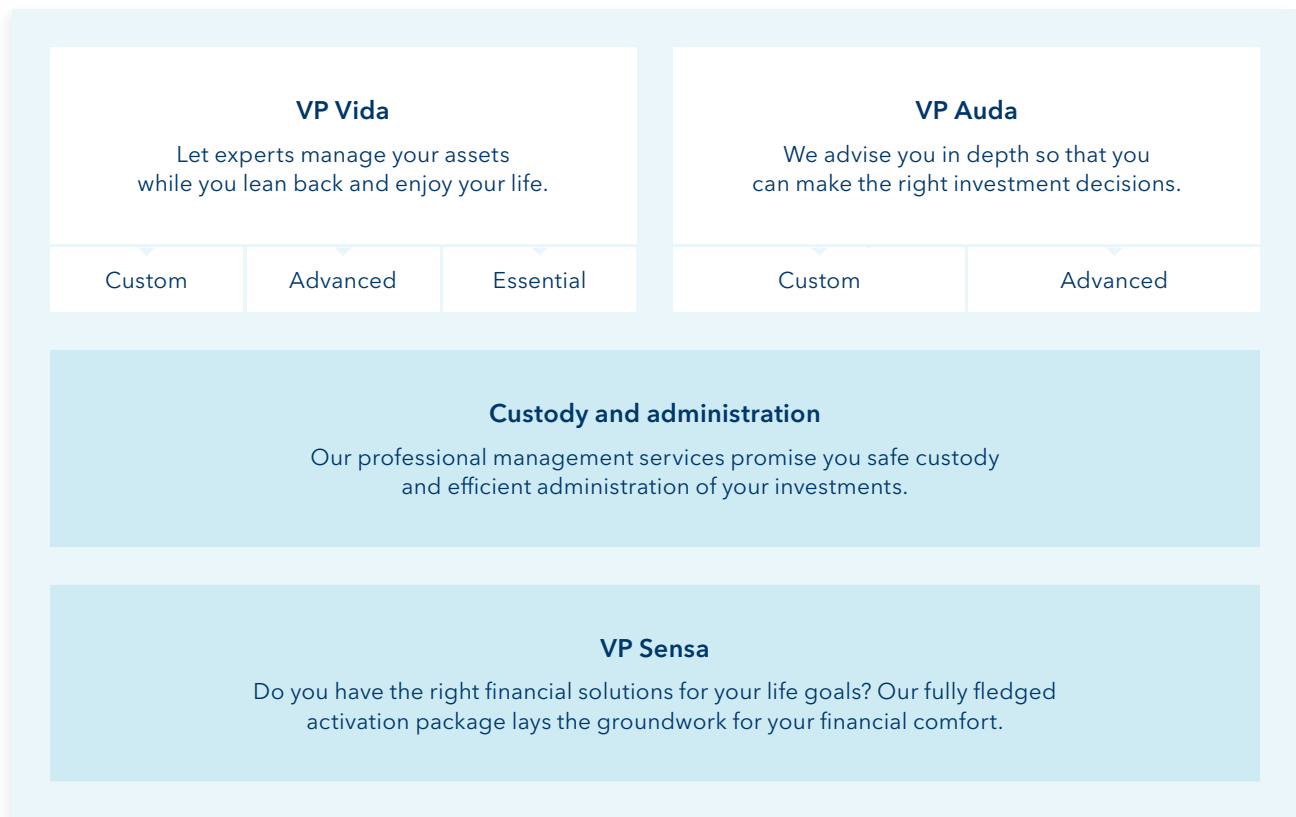 VP Vida
Let experts manage your assets
while you lean back and enjoy your life.
Custom
Advanced
Essential
VP Auda
We advise you in depth so that you
can make the right investment decisions.
Custom
Advanced
Custody and administration
Our professional management services promise you safe custody
and efficient administration of your investments.
VP Sensa
Do you have the right financial solutions for your life goals? Our fully fledged
activation package lays the groundwork for your financial comfort.